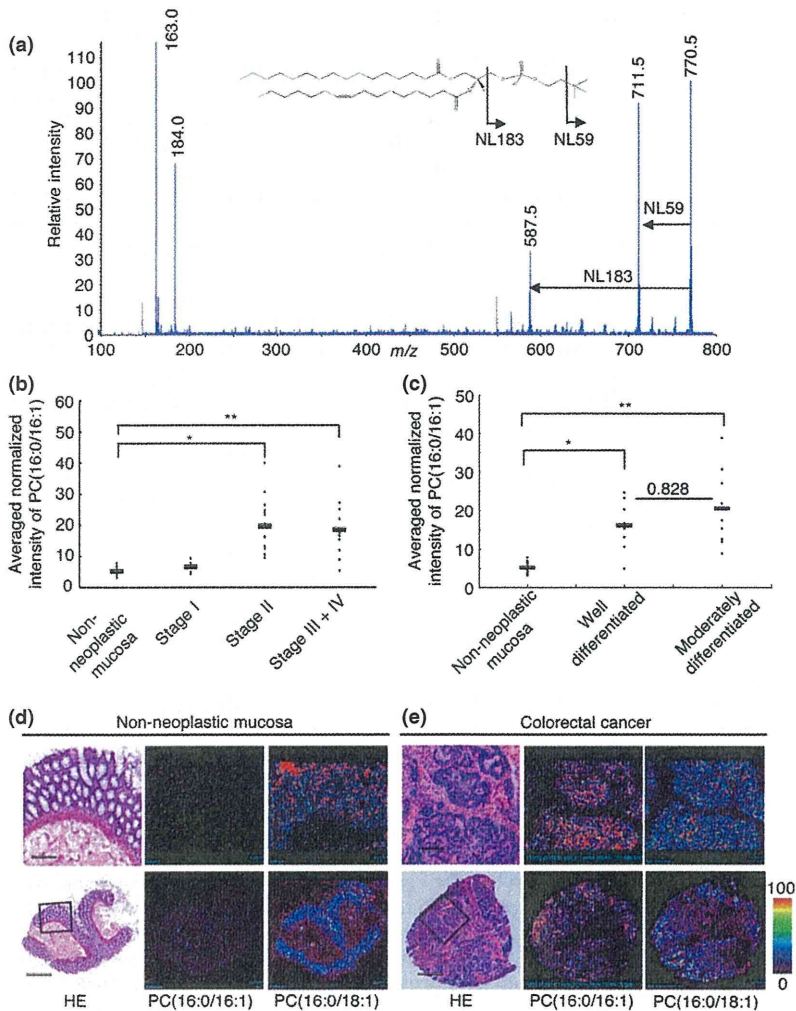 (a)
Relative intensity
110
100
90
80
70
60
50
40
30
20
10
0
163.0
184.0
587.5
711.5
770.5
NL183
NL59
NL59
NL183
100
200
300
400
500
600
700
800
m/z
(b)
Averaged normalized
intensity of PC(16:0/16:1)
60
50
40
30
20
10
0
**
*
Non-
neoplastic
mucosa
Stage I
Stage II
Stage III + IV
(c)
Averaged normalized
intensity of PC(16:0/16:1)
50
40
30
20
10
0
**
*
0.828
Non-neoplastic mucosa
Well
differentiated
Moderately
differentiated
(d)
Non-neoplastic mucosa
HE
PC(16:0/16:1)
PC(16:0/18:1)
(e)
Colorectal cancer
HE
PC(16:0/16:1)
PC(16:0/18:1)
100
0